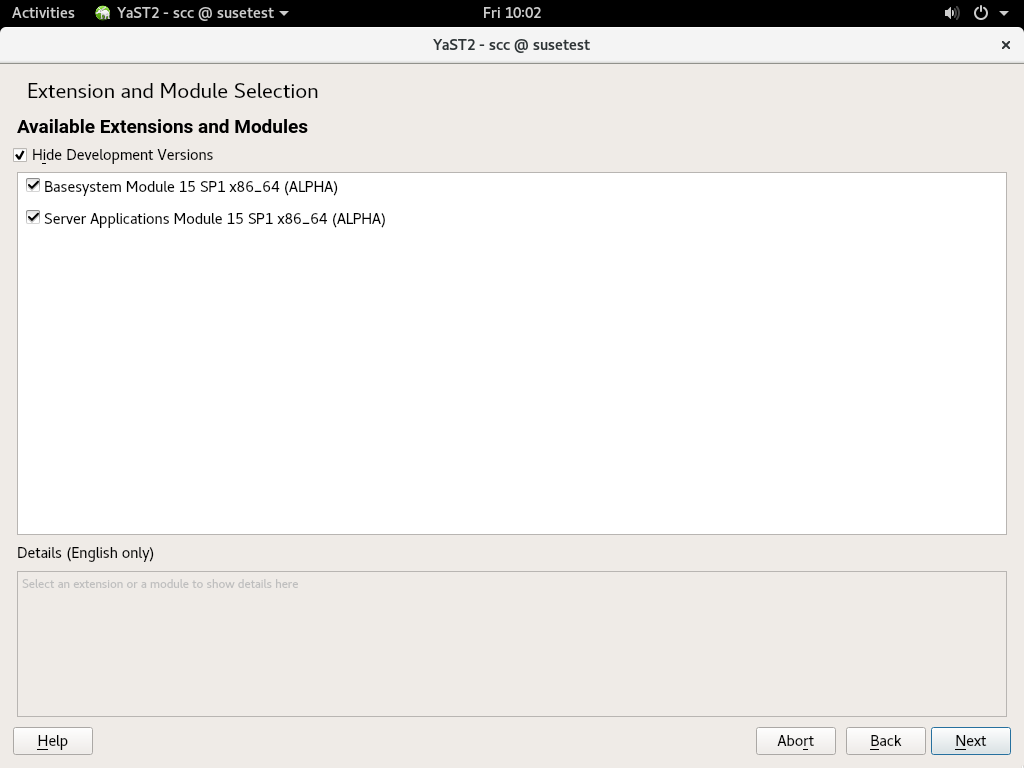 Activities YaST2 - scc @ susetest Fri 10:02
YaST2 - scc @ susetest
Extension and Module Selection
Available Extensions and Modules
Hide Development Versions
Basesystem Module 15 SP1 x86_64 (ALPHA)
Server Applications Module 15 SP1 x86_64 (ALPHA)
Details (English only)
Select an extension or a module to show details here
Help Abort Back Next